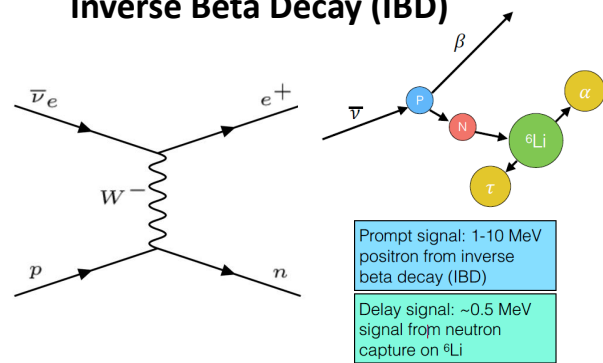 Inverse Beta Decay (IBD)
ν̄e
e+
W−
p
n
β
ν̄
P
N
⁶Li
α
τ
Prompt signal: 1-10 MeV
positron from inverse
beta decay (IBD)
Delay signal: ~0.5 MeV
signal from neutron
capture on ⁶Li